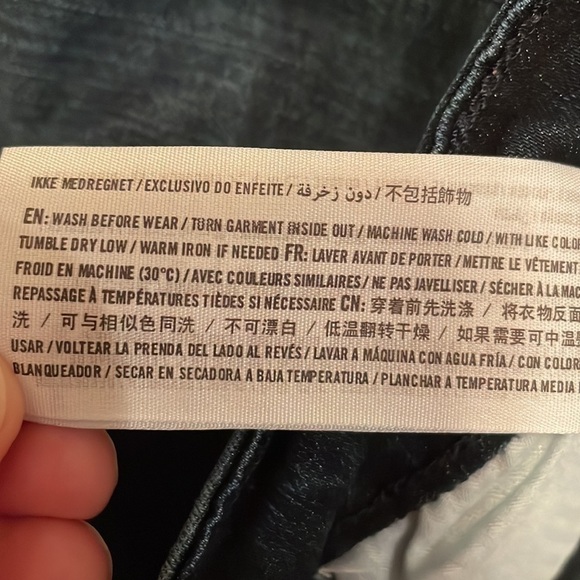 IKKE MEDREGNET / EXCLUSIVO DO ENFEITE / دون زخرفة / 不包括飾物
EN: WASH BEFORE WEAR / TURN GARMENT INSIDE OUT / MACHINE WASH COLD / WITH LIKE COLOR
TUMBLE DRY LOW / WARM IRON IF NEEDED FR: LAVER AVANT DE PORTER / METTRE LE VÊTEMENT
FROID EN MACHINE (30°C) / AVEC COULEURS SIMILAIRES / NE PAS JAVELLISER / SÉCHER À LA MAC
REPASSAGE À TEMPÉRATURES TIÈDES SI NÉCESSAIRE CN: 穿着前先洗涤 / 将衣物反面
洗 / 可与相似色同洗 / 不可漂白 / 低温翻转干燥 / 如果需要可中温
USAR / VOLTEAR LA PRENDA DEL LADO AL REVÉS / LAVAR A MÁQUINA CON AGUA FRÍA / CON COLOR
BLANQUEADOR / SECAR EN SECADORA A BAJA TEMPERATURA / PLANCHAR A TEMPERATURA MEDIA